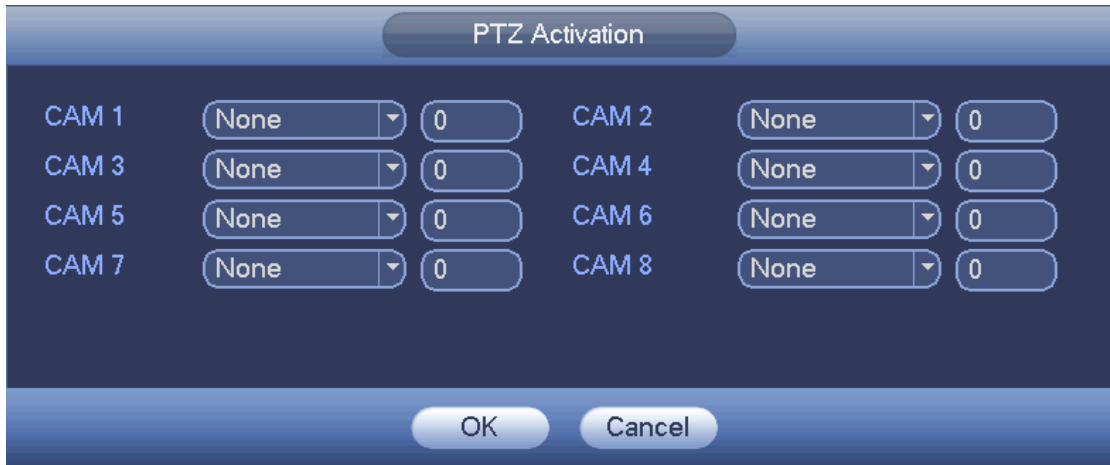 PTZ Activation
CAM 1 None 0 CAM 2 None 0
CAM 3 None 0 CAM 4 None 0
CAM 5 None 0 CAM 6 None 0
CAM 7 None 0 CAM 8 None 0
OK Cancel